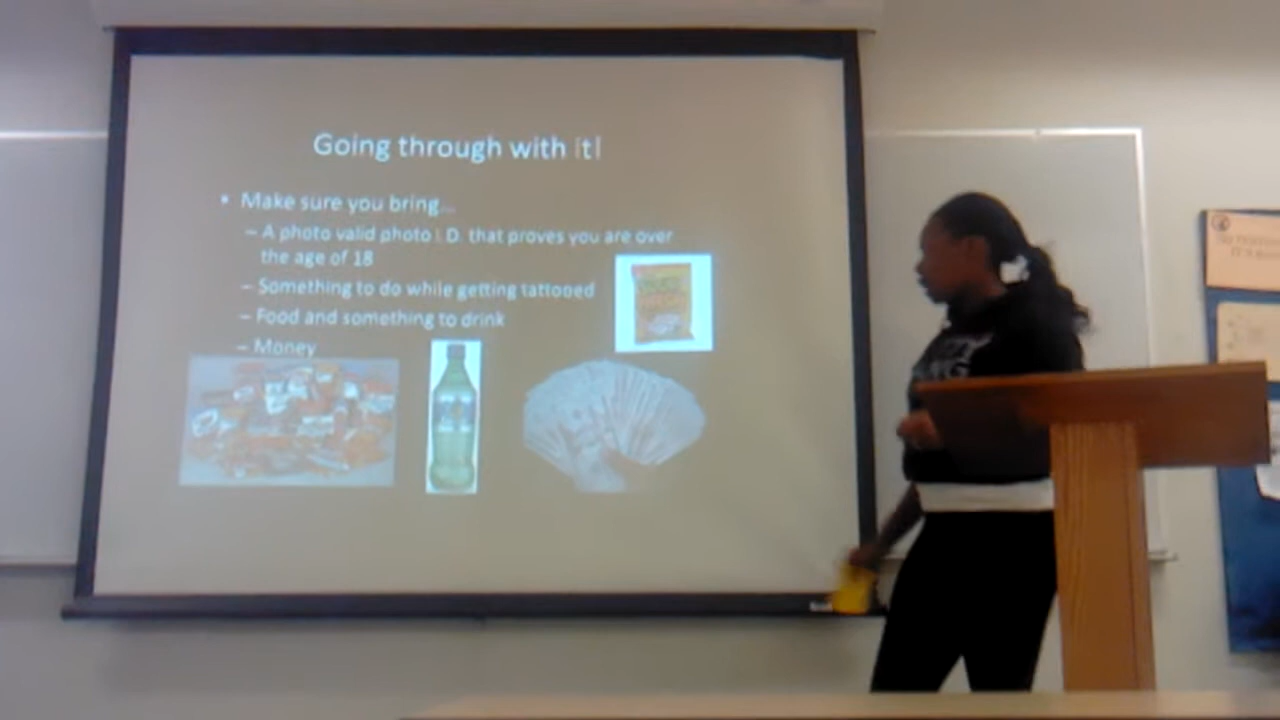 Going through with it!
• Make sure you bring...
– A photo valid photo I.D. that proves you are over
the age of 18
– Something to do while getting tattooed
– Food and something to drink
– Money